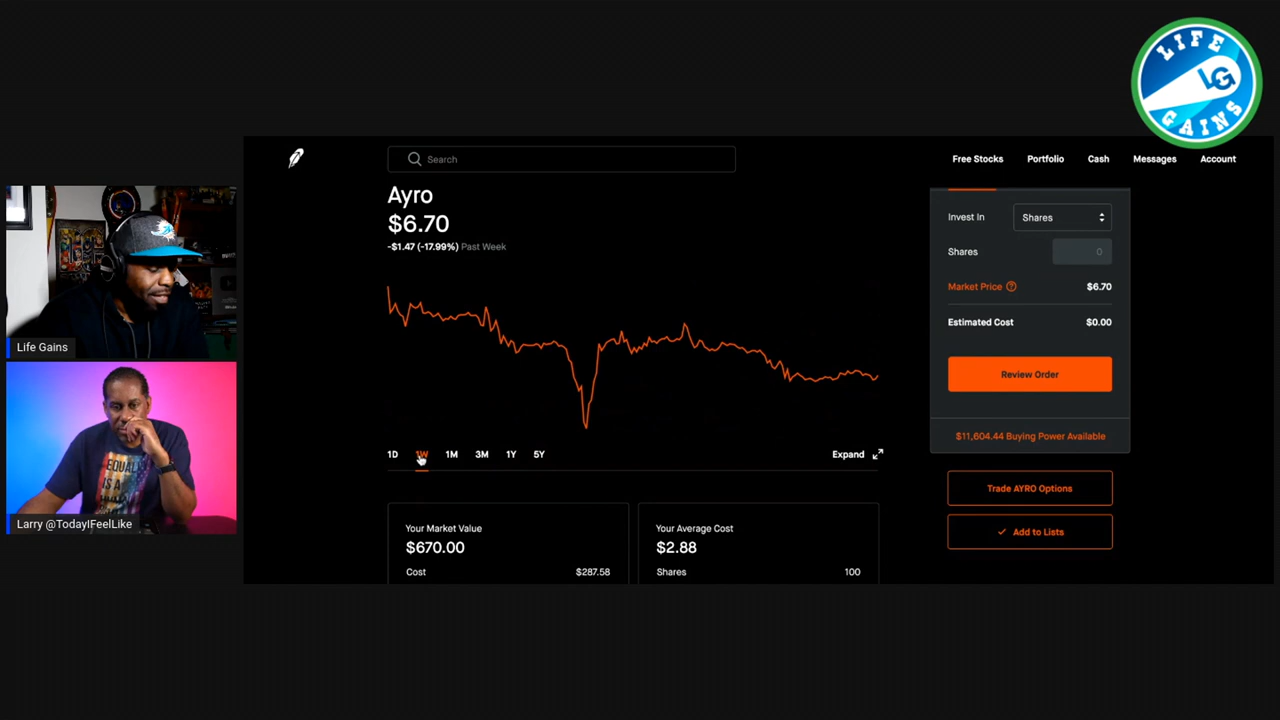 LIFE
LG
GAINS
Search
Free Stocks
Portfolio
Cash
Messages
Account
Ayro
$6.70
-$1.47 (-17.99%) Past Week
1D
1W
1M
3M
1Y
5Y
Expand
Your Market Value
$670.00
Cost
$287.58
Your Average Cost
$2.88
Shares
100
Invest In
Shares
Shares
0
Market Price
$6.70
Estimated Cost
$0.00
Review Order
$11,604.44 Buying Power Available
Trade AYRO Options
Add to Lists
Life Gains
EQUAL
IS A
Larry @TodayIFeelLike